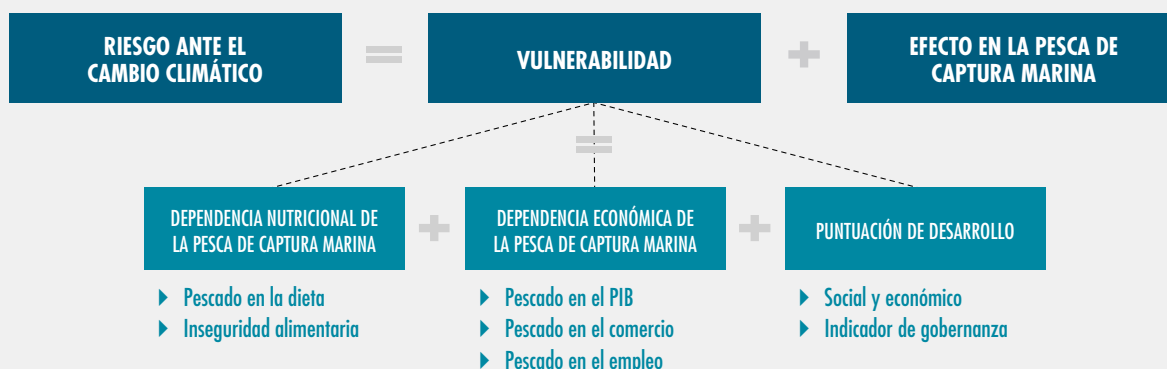 RIESGO ANTE EL
CAMBIO CLIMÁTICO
=
VULNERABILIDAD
+
EFECTO EN LA PESCA DE
CAPTURA MARINA
=
DEPENDENCIA NUTRICIONAL DE
LA PESCA DE CAPTURA MARINA
+
DEPENDENCIA ECONÓMICA DE
LA PESCA DE CAPTURA MARINA
+
PUNTUACIÓN DE DESARROLLO
Pescado en la dieta
Inseguridad alimentaria
Pescado en el PIB
Pescado en el comercio
Pescado en el empleo
Social y económico
Indicador de gobernanza